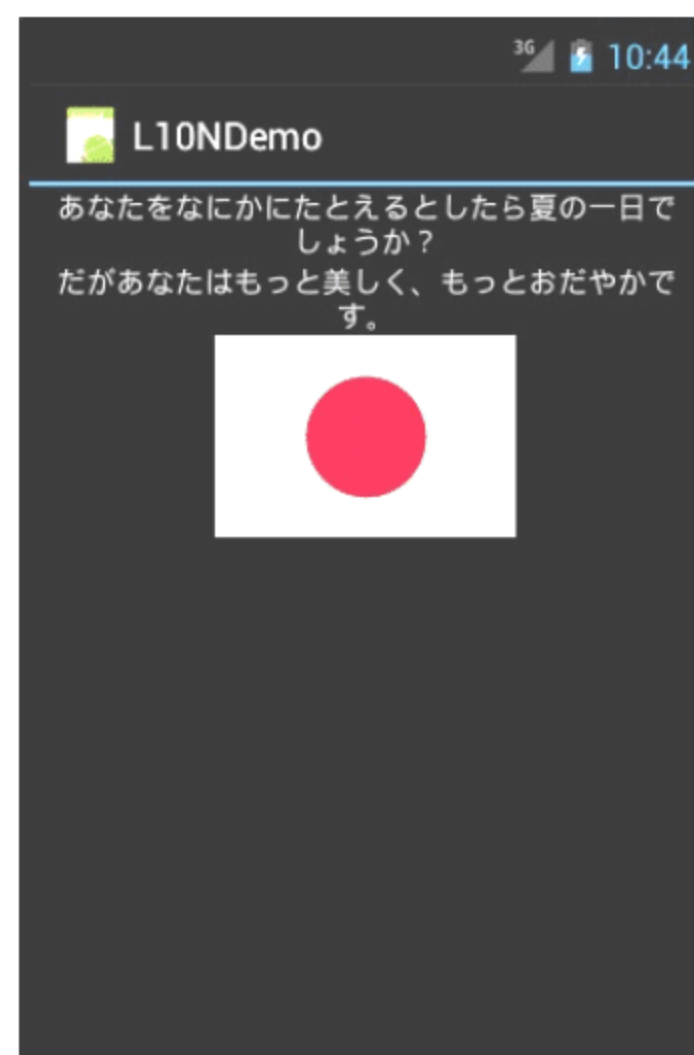 3G 10:44
L10NDemo
あなたをなにかにたとえるとしたら夏の一日で
しょうか？
だがあなたはもっと美しく、もっとおだやかで
す。